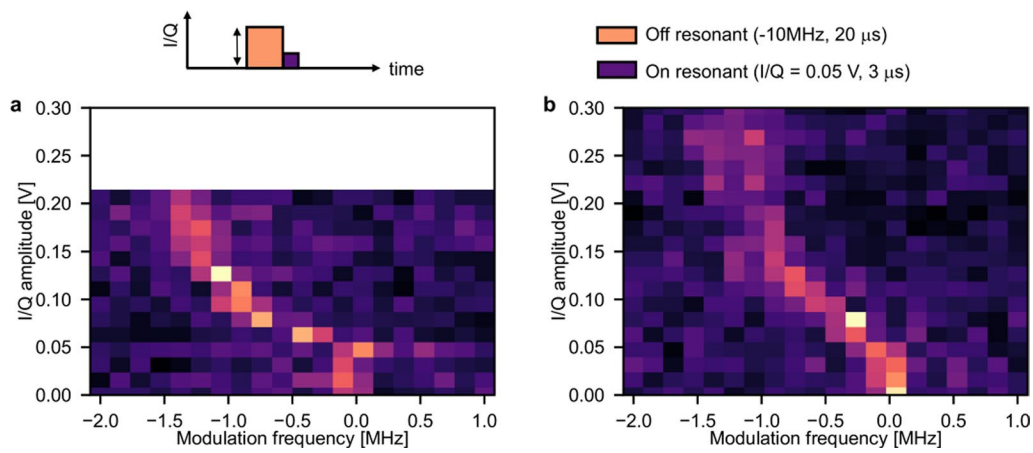 I/Q
time
Off resonant (-10MHz, 20 μs)
On resonant (I/Q = 0.05 V, 3 μs)
a
0.30
0.25
0.20
0.15
0.10
0.05
0.00
I/Q amplitude [V]
−2.0 −1.5 −1.0 −0.5 0.0 0.5 1.0
Modulation frequency [MHz]
b
0.30
0.25
0.20
0.15
0.10
0.05
0.00
I/Q amplitude [V]
−2.0 −1.5 −1.0 −0.5 0.0 0.5 1.0
Modulation frequency [MHz]